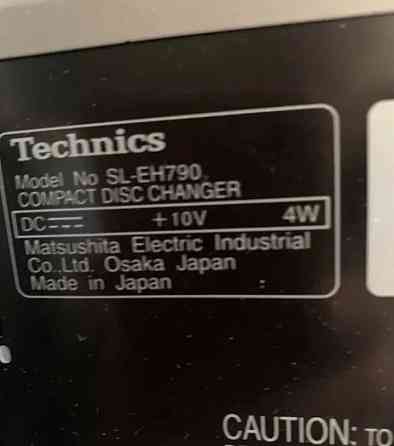 Technics
Model No SL-EH790
COMPACT DISC CHANGER
DC⎓ +10V 4W
Matsushita Electric Industrial
Co.,Ltd. Osaka Japan
Made in Japan
CAUTION: TO